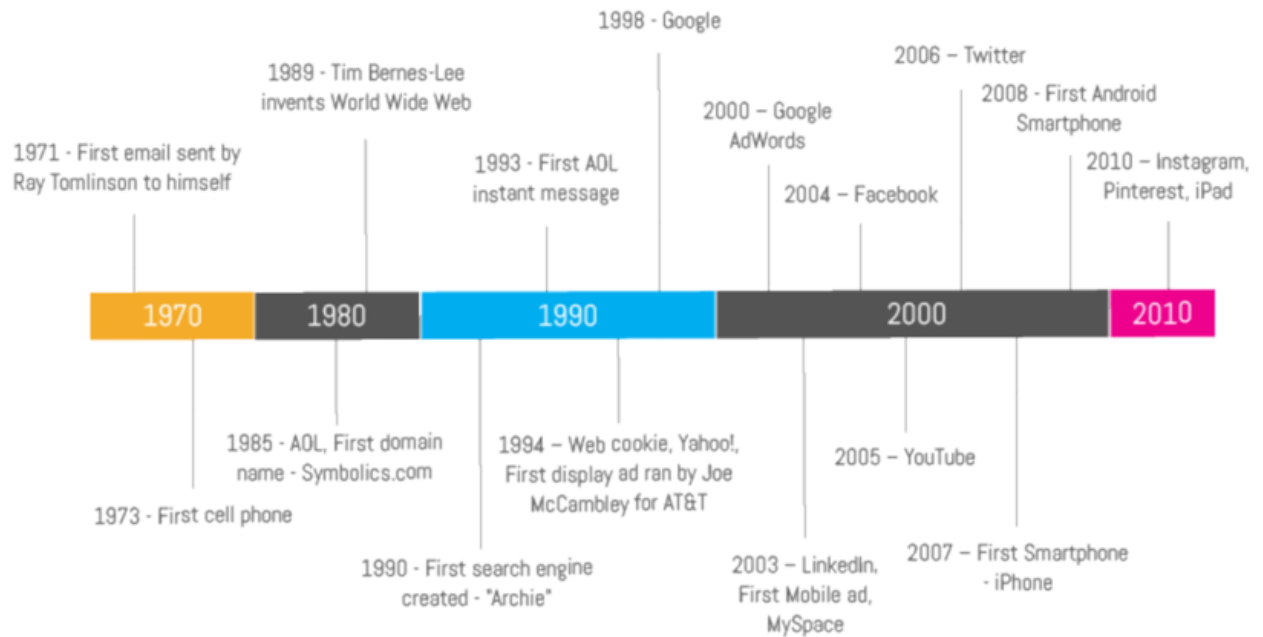 1998 - Google
2006 – Twitter
1989 - Tim Bernes-Lee
invents World Wide Web
2008 - First Android
Smartphone
2000 – Google
AdWords
1971 - First email sent by
Ray Tomlinson to himself
1993 - First AOL
instant message
2010 – Instagram,
Pinterest, iPad
2004 – Facebook
1970
1980
1990
2000
2010
1985 - AOL, First domain
name - Symbolics.com
1994 – Web cookie, Yahoo!,
First display ad ran by Joe
McCambley for AT&T
2005 – YouTube
1973 - First cell phone
1990 - First search engine
created - "Archie"
2003 – LinkedIn,
First Mobile ad,
MySpace
2007 – First Smartphone
- iPhone